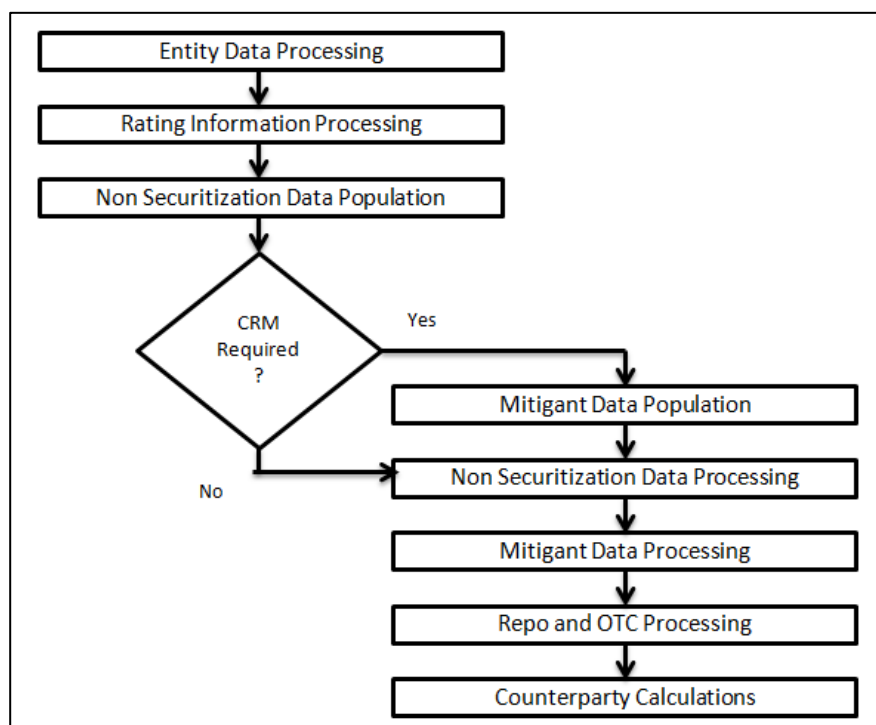 Entity Data Processing
Rating Information Processing
Non Securitization Data Population
CRM
Required
?
Yes
Mitigant Data Population
No
Non Securitization Data Processing
Mitigant Data Processing
Repo and OTC Processing
Counterparty Calculations